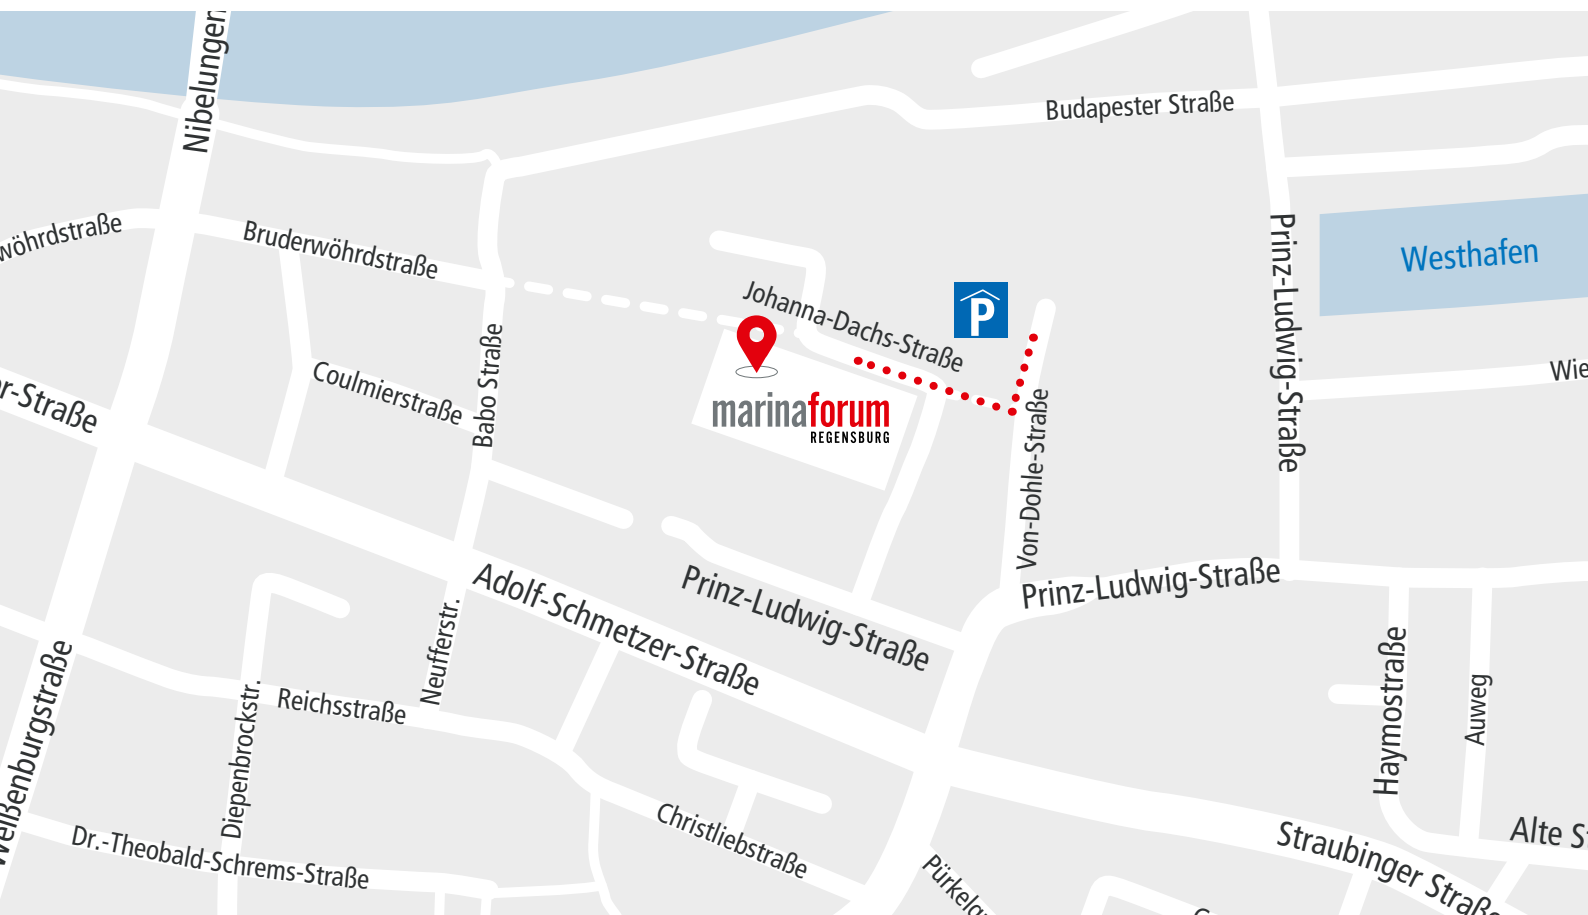 Nibelungen
Budapester Straße
wöhrdstraße
Bruderwöhrdstraße
Prinz-Ludwig-Straße
Westhafen
Johanna-Dachs-Straße
P
Babo Straße
Coulmierstraße
r-Straße
marinaforum
REGENSBURG
Von-Dohle-Straße
Wie
Adolf-Schmetzer-Straße
Prinz-Ludwig-Straße
Prinz-Ludwig-Straße
Neufferstr.
Haymostraße
Auweg
Weißenburgstraße
Diepenbrockstr.
Reichsstraße
Christliebstraße
Dr.-Theobald-Schrems-Straße
Straubinger Straße
Alte S
Pürkelg